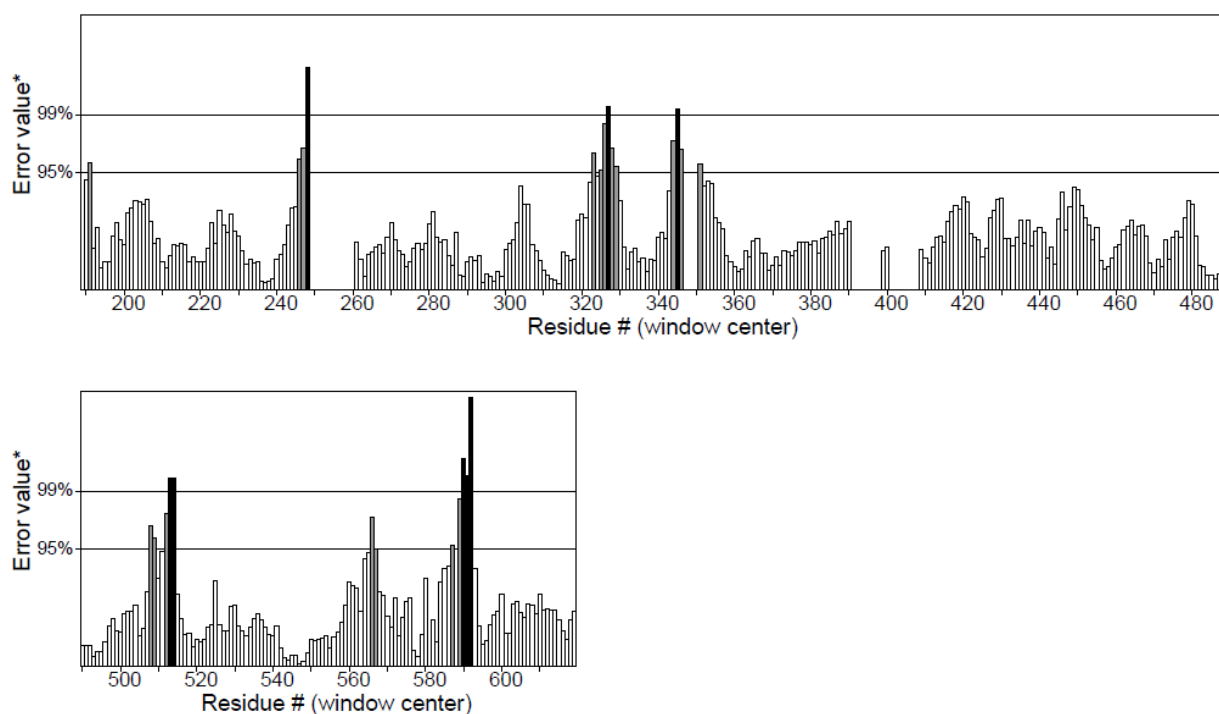 Error value*
99%
95%
200 220 240 260 280 300 320 340 360 380 400 420 440 460 480
Residue # (window center)
Error value*
99%
95%
500 520 540 560 580 600
Residue # (window center)